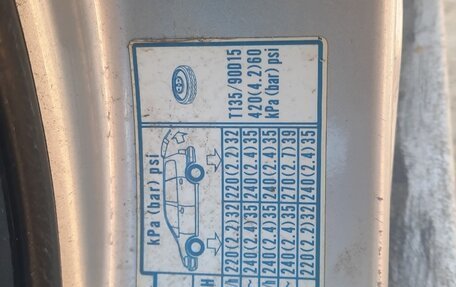 kPa (bar) psi
H
/h 220(2.2)32 220(2.2)32 T135/90D15
~ 240(2.4)35 240(2.4)35 420(4.2)60
/h 240(2.4)35 240(2.4)35 kPa (bar) psi
~ 240(2.4)35 270(2.7)39
220(2.2)32 240(2.4)35